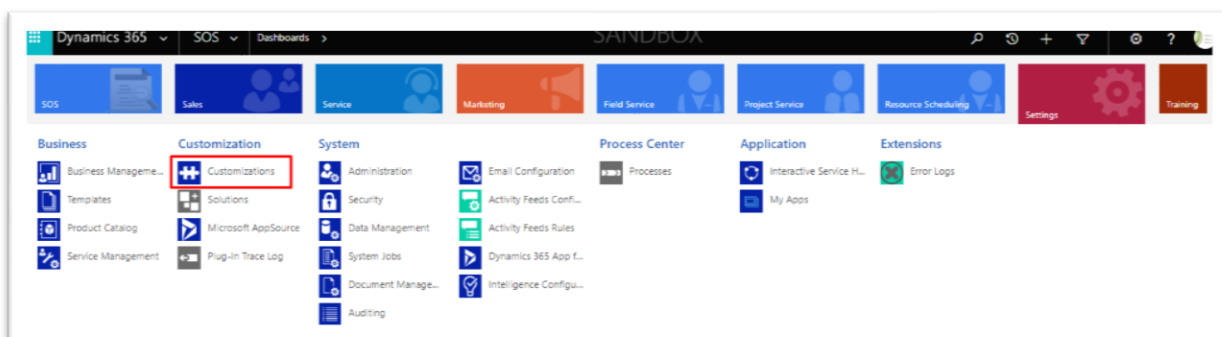 Dynamics 365 SOS Dashboards > SANDBOX ?
SOS Sales Service Marketing Field Service Project Service Resource Scheduling Settings Training
Business Customization System Process Center Application Extensions
Business Manageme... Customizations Administration Email Configuration Processes Interactive Service H... Error Logs
Templates Solutions Security Activity Feeds Confi... My Apps
Product Catalog Microsoft AppSource Data Management Activity Feeds Rules
Service Management Plug-In Trace Log System Jobs Dynamics 365 App f...
Document Manage... Intelligence Configu...
Auditing